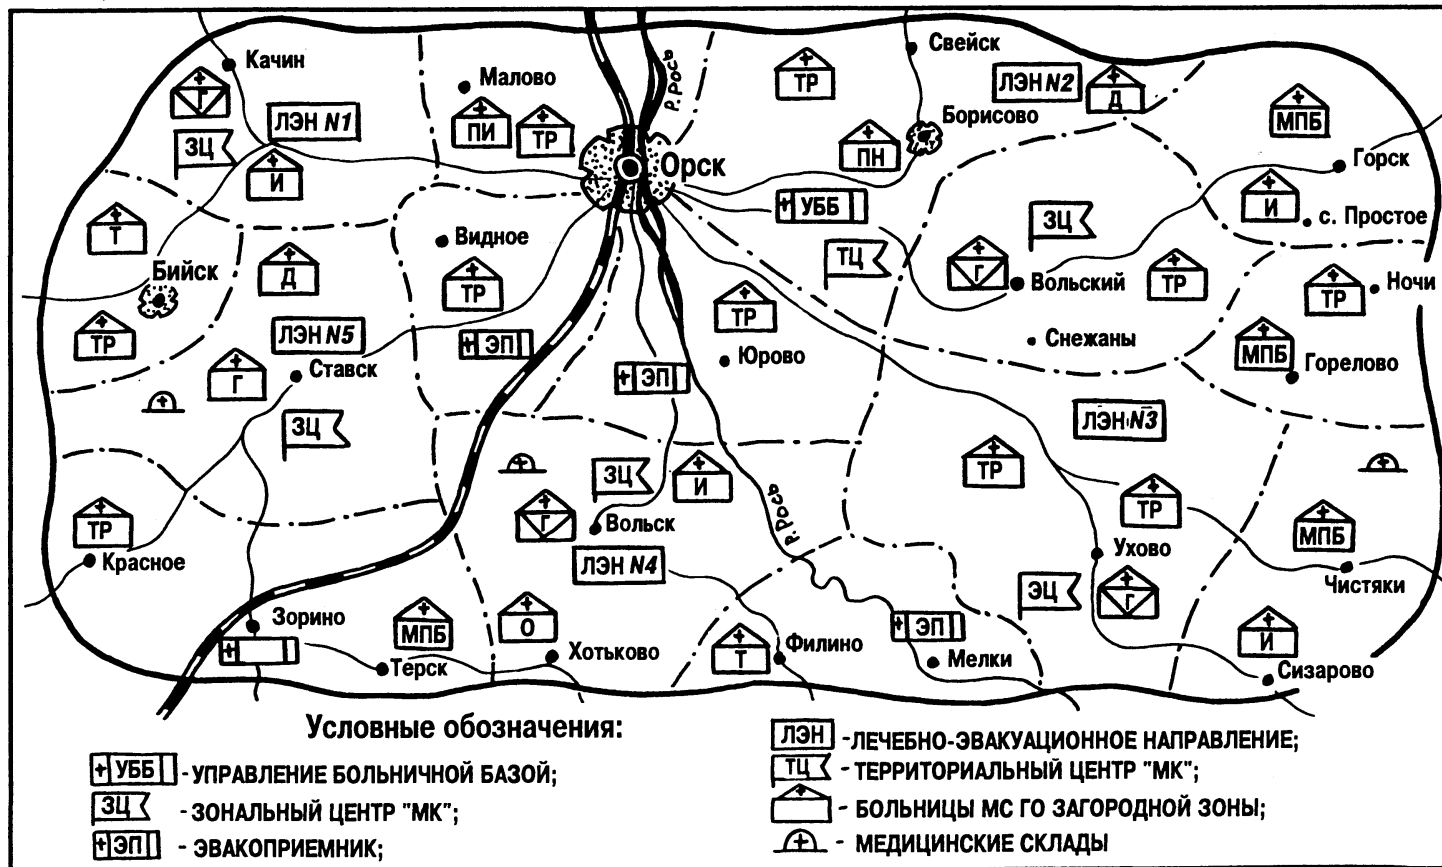 Качин
Малово
р. Рось
ТР
Свейск
ЛЭН N2
Д
Г
ЛЭН N1
ПИ
ТР
Борисово
МПБ
ЗЦ
И
Орск
ПН
Горск
Т
УББ
ЗЦ
И
с. Простое
Видное
ТЦ
Бийск
Д
ТР
Г
Вольский
ТР
ТР
Ночи
ТР
ЛЭН N5
ЭП
ТР
Юрово
Снежаны
МПБ
Горелово
Г
Ставск
ЭП
ЗЦ
ЛЭН N3
ЗЦ
И
ТР
ТР
Г
Вольск
р. Рось
ТР
МПБ
Красное
ЛЭН N4
Ухово
Чистяки
Зорино
МПБ
О
ЭЦ
Г
Терск
Хотьково
Т
Филино
ЭП
Мелки
И
Сизарово
Условные обозначения:
УББ - УПРАВЛЕНИЕ БОЛЬНИЧНОЙ БАЗОЙ;
ЗЦ - ЗОНАЛЬНЫЙ ЦЕНТР "МК";
ЭП - ЭВАКОПРИЕМНИК;
ЛЭН - ЛЕЧЕБНО-ЭВАКУАЦИОННОЕ НАПРАВЛЕНИЕ;
ТЦ - ТЕРРИТОРИАЛЬНЫЙ ЦЕНТР "МК";
- БОЛЬНИЦЫ МС ГО ЗАГОРОДНОЙ ЗОНЫ;
- МЕДИЦИНСКИЕ СКЛАДЫ